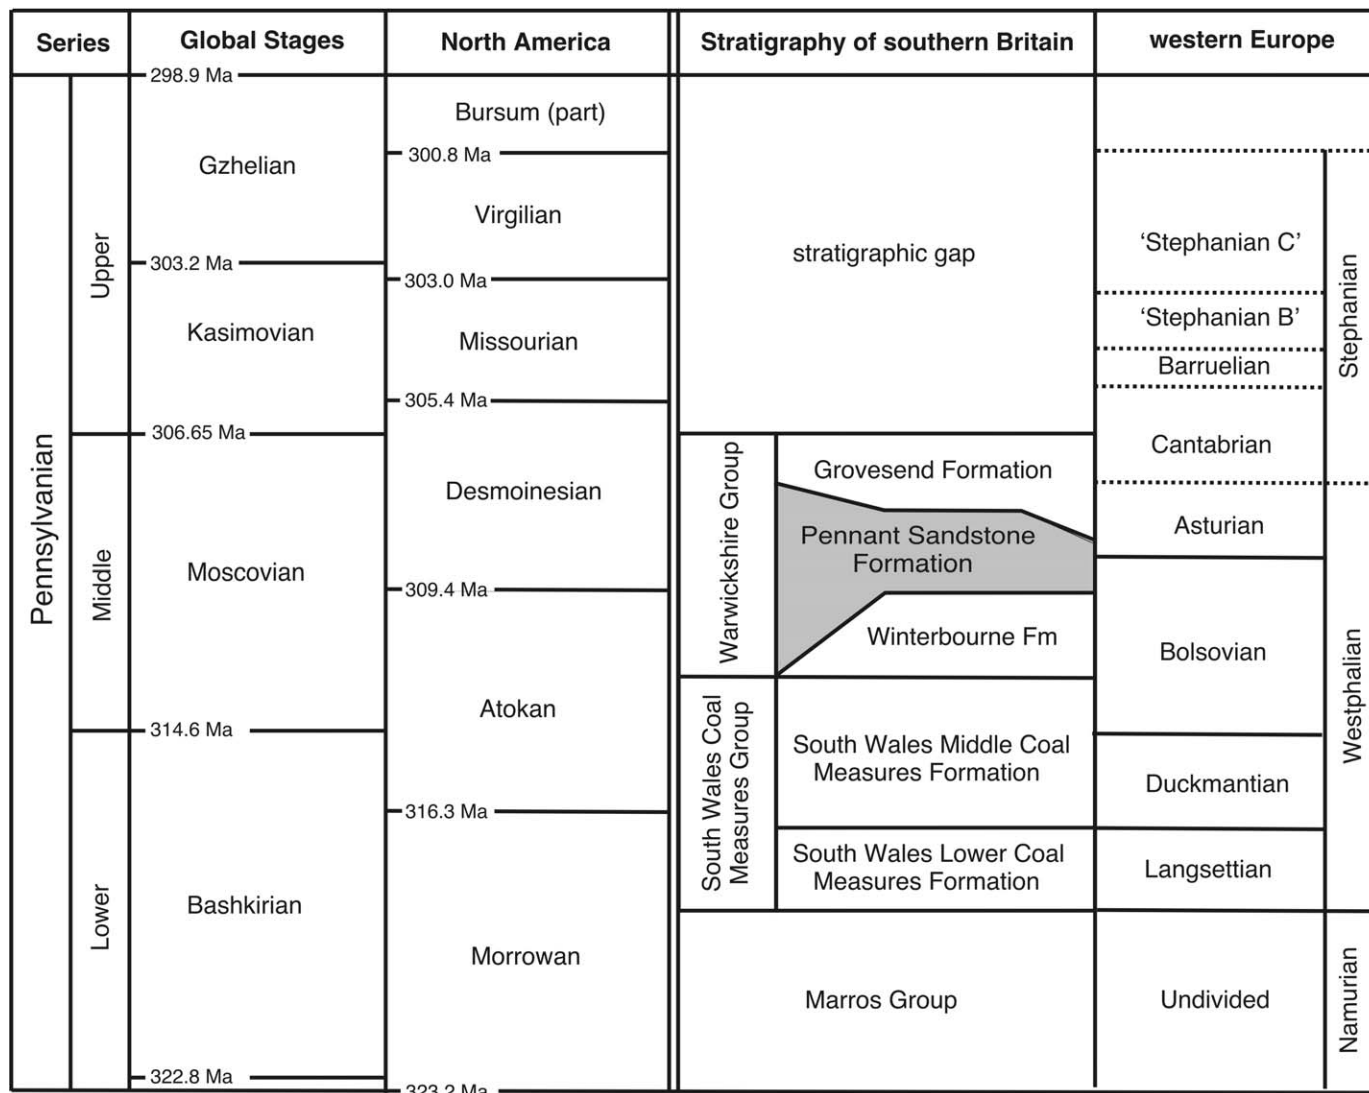 Series
Global Stages
North America
Stratigraphy of southern Britain
western Europe
Pennsylvanian
Upper
Middle
Lower
298.9 Ma
Gzhelian
303.2 Ma
Kasimovian
306.65 Ma
Moscovian
314.6 Ma
Bashkirian
322.8 Ma
Bursum (part)
300.8 Ma
Virgilian
303.0 Ma
Missourian
305.4 Ma
Desmoinesian
309.4 Ma
Atokan
316.3 Ma
Morrowan
323.2 Ma
stratigraphic gap
Warwickshire Group
Grovesend Formation
Pennant Sandstone
Formation
Winterbourne Fm
South Wales Coal
Measures Group
South Wales Middle Coal
Measures Formation
South Wales Lower Coal
Measures Formation
Marros Group
‘Stephanian C’
‘Stephanian B’
Barruelian
Cantabrian
Asturian
Bolsovian
Duckmantian
Langsettian
Undivided
Stephanian
Westphalian
Namurian